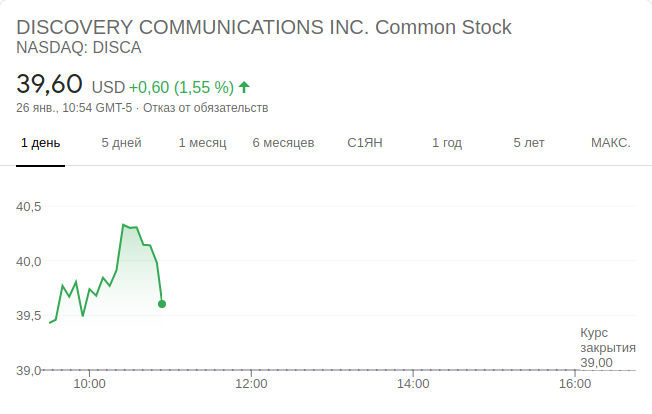 DISCOVERY COMMUNICATIONS INC. Common Stock
NASDAQ: DISCA
39,60 USD +0,60 (1,55 %)
26 янв., 10:54 GMT-5 · Отказ от обязательств
1 день 5 дней 1 месяц 6 месяцев С1ЯН 1 год 5 лет МАКС.
40,5
40,0
39,5
Курс
закрытия
39,00
39,0
10:00 12:00 14:00 16:00